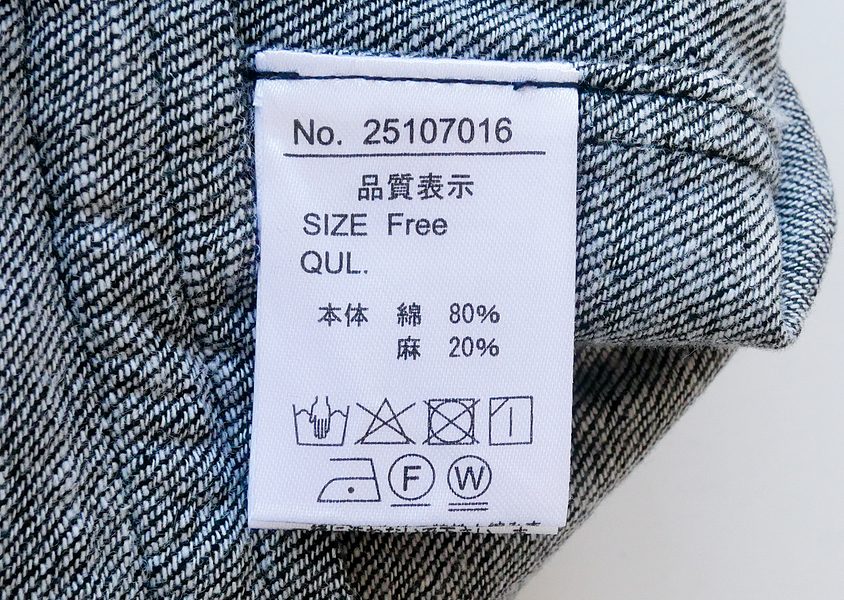 No. 25107016
品質表示
SIZE Free
QUL.
本体 綿 80%
麻 20%
F W